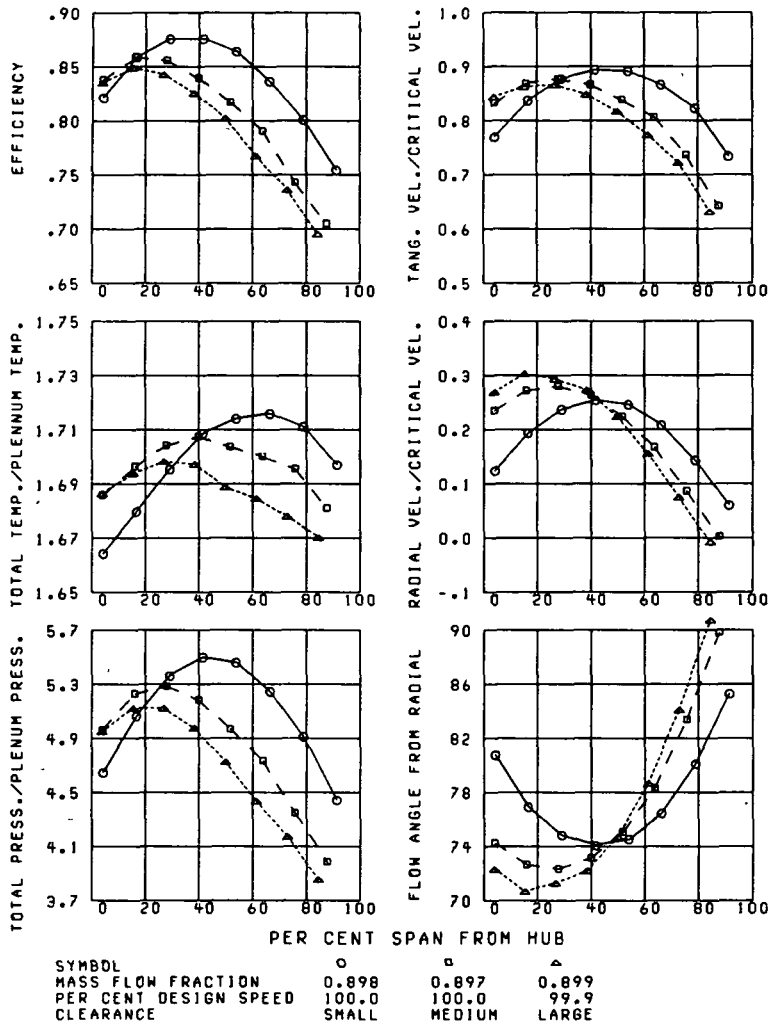 EFFICIENCY
.90
.85
.80
.75
.70
.65
0 20 40 60 80 100
TANG. VEL./CRITICAL VEL.
1.0
0.9
0.8
0.7
0.6
0.5
0 20 40 60 80 100
TOTAL TEMP./PLENNUM TEMP.
1.75
1.73
1.71
1.69
1.67
1.65
0 20 40 60 80 100
RADIAL VEL./CRITICAL VEL.
0.4
0.3
0.2
0.1
0.0
-.1
0 20 40 60 80 100
TOTAL PRESS./PLENUM PRESS.
5.7
5.3
4.9
4.5
4.1
3.7
0 20 40 60 80 100
FLOW ANGLE FROM RADIAL
90
86
82
78
74
70
0 20 40 60 80 100
PER CENT SPAN FROM HUB
SYMBOL
MASS FLOW FRACTION 0.898 0.897 0.899
PER CENT DESIGN SPEED 100.0 100.0 99.9
CLEARANCE SMALL MEDIUM LARGE